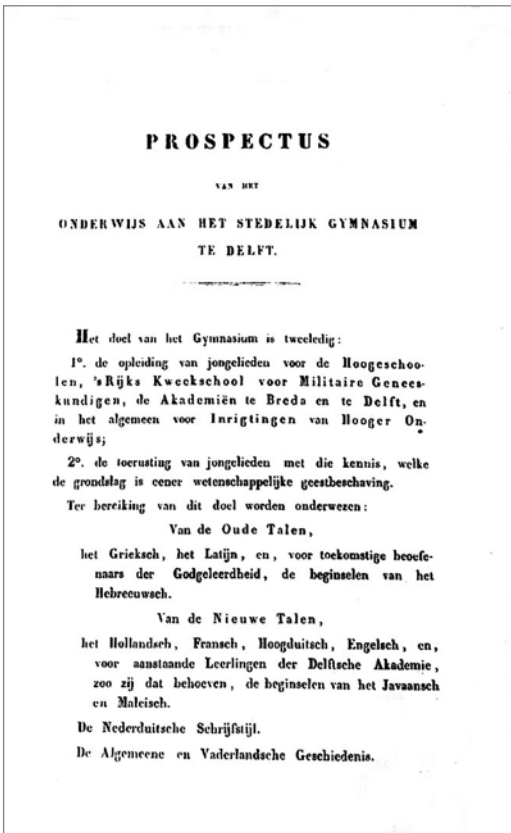 PROSPECTUS
VAN HET
ONDERWIJS AAN HET STEDELIJK GYMNASIUM
TE DELFT.
Het doel van het Gymnasium is tweeledig:
1°. de opleiding van jongelieden voor de Hoogeschoo-
len, 'sRijks Kweekschool voor Militaire Genees-
kundigen, de Akademiën te Breda en te Delft, en
in het algemeen voor Inrigtingen van Hooger On-
derwijs;
2°. de toerusting van jongelieden met die kennis, welke
de grondslag is eener wetenschappelijke geestbeschaving.
Ter bereiking van dit doel worden onderwezen:
Van de Oude Talen,
het Grieksch, het Latijn, en, voor toekomstige beoefe-
naars der Godgeleerdheid, de beginselen van het
Hebreeuwsch.
Van de Nieuwe Talen,
het Hollandsch, Fransch, Hoogduitsch, Engelsch, en,
voor aanstaande Leerlingen der Delftsche Akademie,
zoo zij dat behoeven, de beginselen van het Javaansch
en Maleisch.
De Nederduitsche Schrijfstijl.
De Algemeene en Vaderlandsche Geschiedenis.